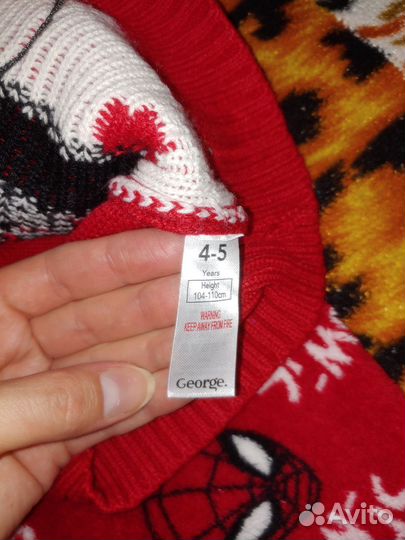 4-5
Years
Height
104-110cm
WARNING
KEEP AWAY FROM FIRE
George.
Avito